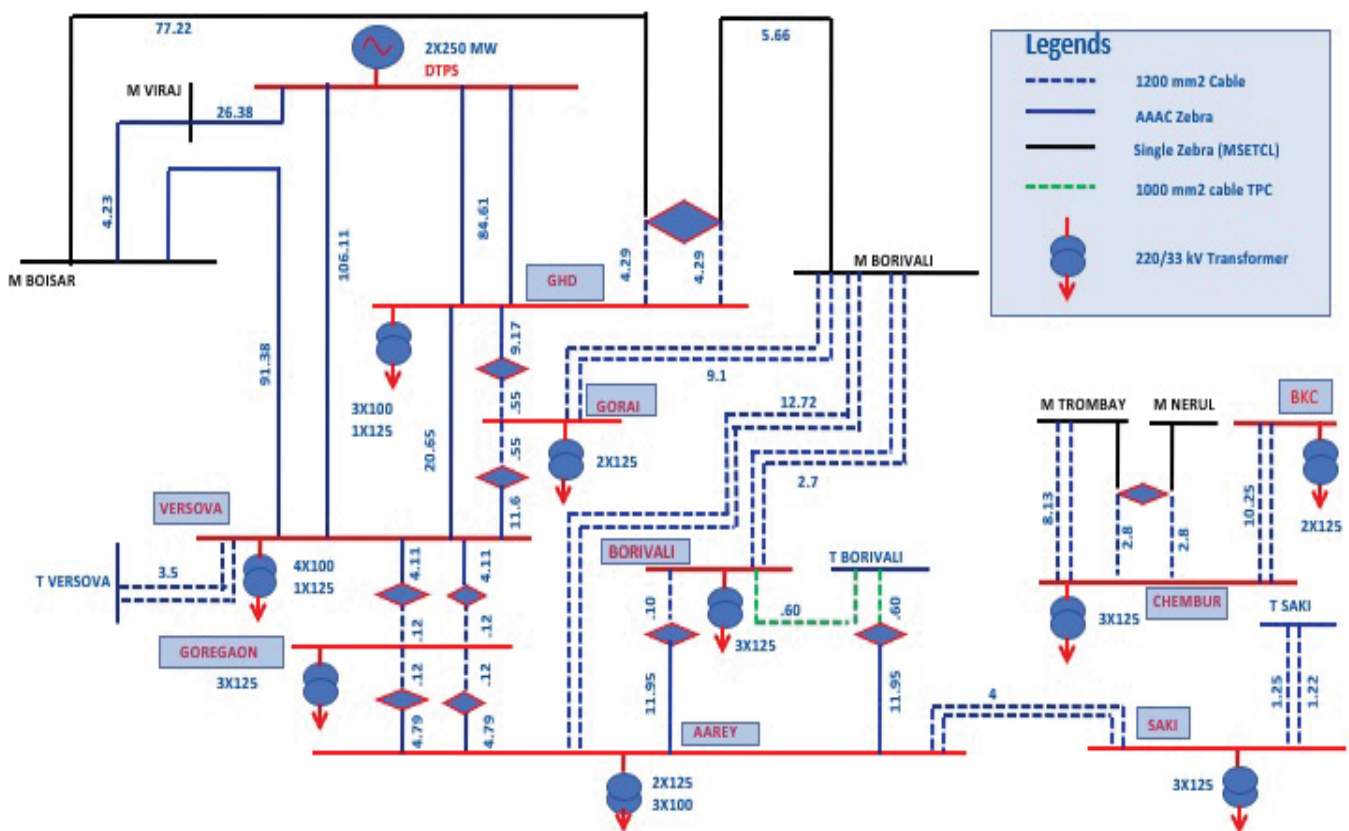 77.22
5.66
2X250 MW
DTPS
M VIRAJ
26.38
4.23
M BOISAR
91.38
106.11
84.61
4.29
4.29
GHD
M BORIVALI
Legends
1200 mm2 Cable
AAAC Zebra
Single Zebra (MSETCL)
1000 mm2 cable TPC
220/33 kV Transformer
3X100
1X125
20.65
9.17
.55
GORAI
.55
11.6
2X125
9.1
12.72
2.7
VERSOVA
T VERSOVA
3.5
4X100
1X125
4.11
4.11
.12
.12
GOREGAON
3X125
.12
.12
4.79
4.79
BORIVALI
T BORIVALI
.10
3X125
.60
.60
11.95
11.95
AAREY
2X125
3X100
4
M TROMBAY
M NERUL
BKC
8.13
2.8
2.8
10.25
2X125
CHEMBUR
3X125
T SAKI
1.25
1.22
SAKI
3X125